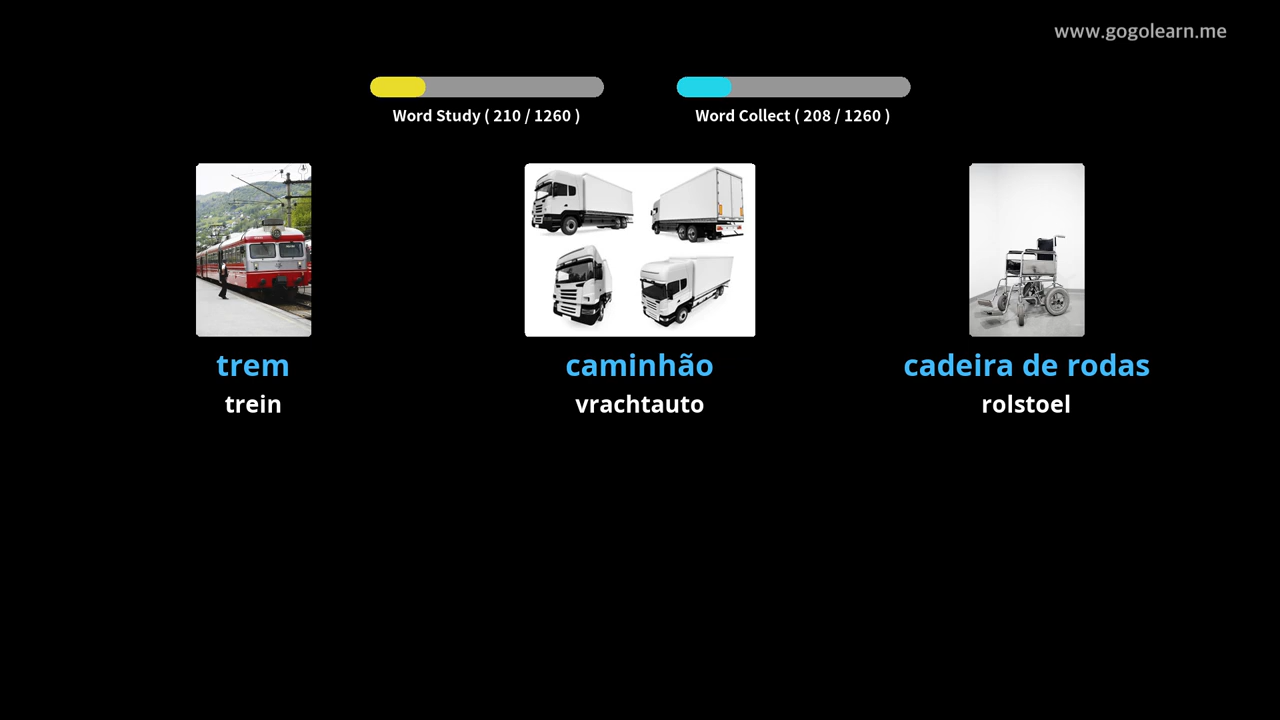 www.gogolearn.me
Word Study ( 210 / 1260 )
Word Collect ( 208 / 1260 )
trem
caminhão
cadeira de rodas
trein
vrachtauto
rolstoel